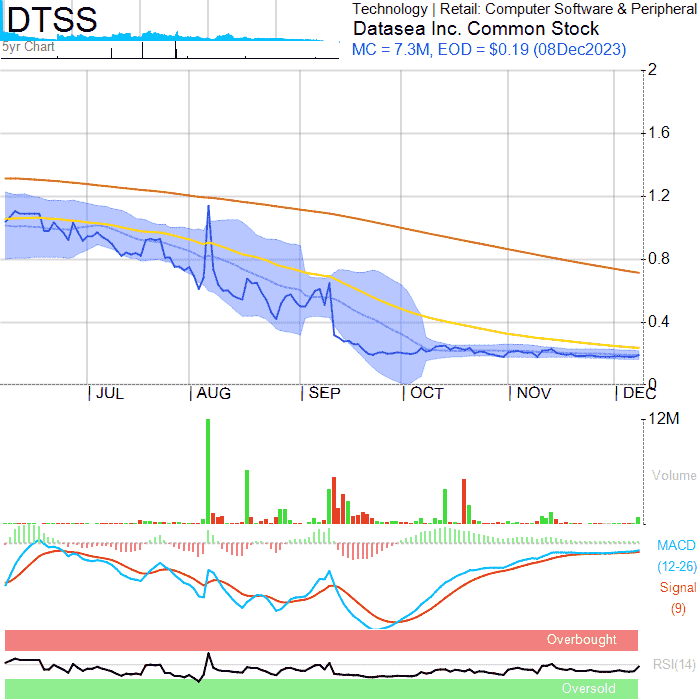 DTSS
5yr Chart
Technology | Retail: Computer Software & Peripheral
Datasea Inc. Common Stock
MC = 7.3M, EOD = $0.19 (08Dec2023)
2
1.6
1.2
0.8
0.4
0
JUL AUG SEP OCT NOV DEC
12M
Volume
MACD
(12-26)
Signal
(9)
Overbought
RSI(14)
Oversold